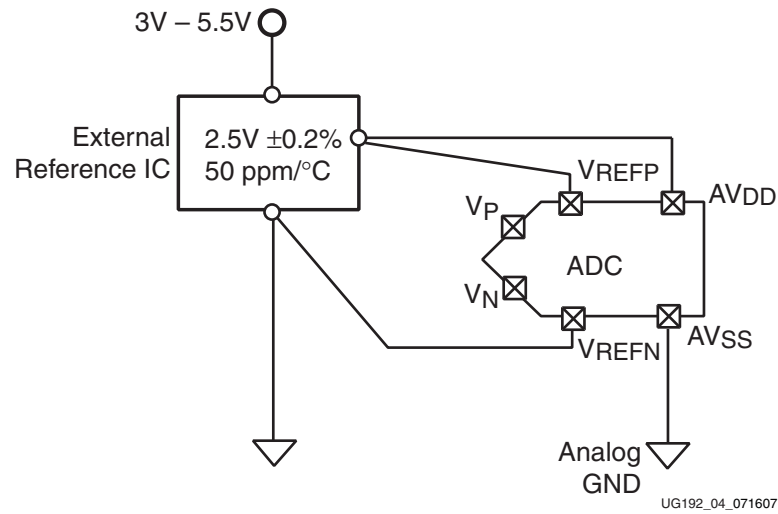 3V – 5.5V
External
Reference IC
2.5V ±0.2%
50 ppm/°C
VREFP
AVDD
VP
ADC
VN
VREFN
AVSS
Analog
GND
UG192_04_071607